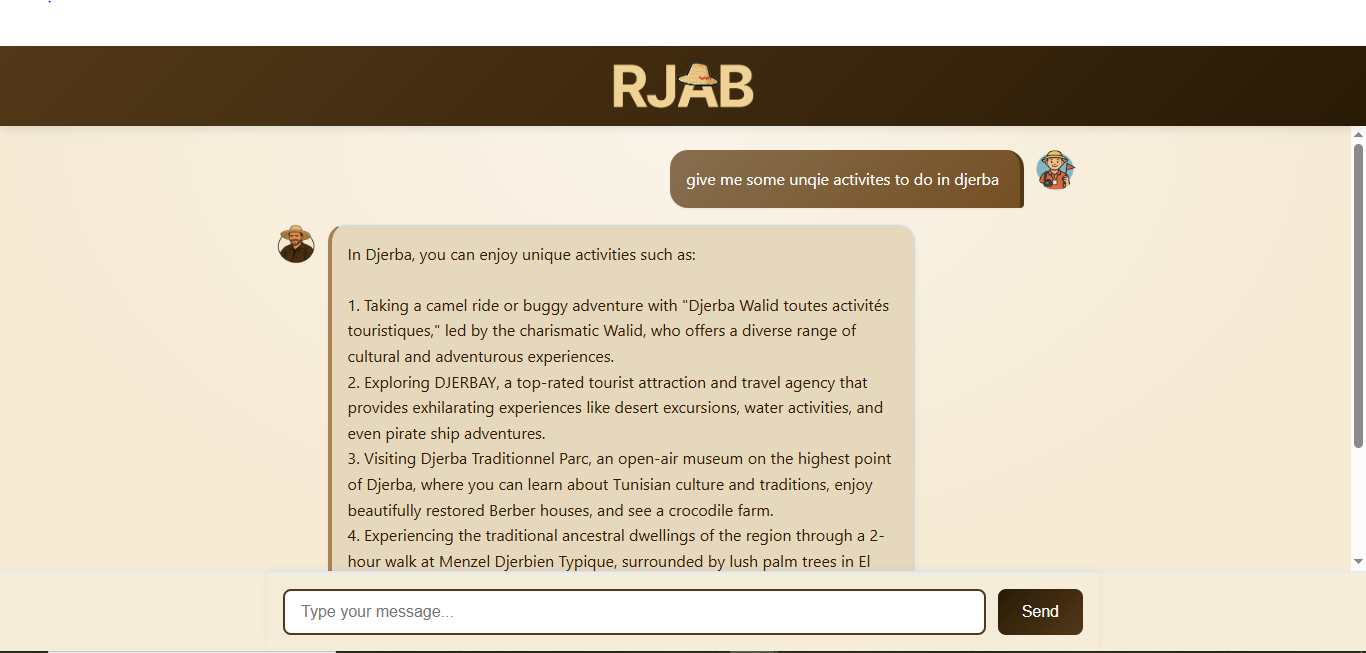 RJAB
give me some unqie activites to do in djerba
In Djerba, you can enjoy unique activities such as:
1. Taking a camel ride or buggy adventure with "Djerba Walid toutes activités
touristiques," led by the charismatic Walid, who offers a diverse range of
cultural and adventurous experiences.
2. Exploring DJERBAY, a top-rated tourist attraction and travel agency that
provides exhilarating experiences like desert excursions, water activities, and
even pirate ship adventures.
3. Visiting Djerba Traditionnel Parc, an open-air museum on the highest point
of Djerba, where you can learn about Tunisian culture and traditions, enjoy
beautifully restored Berber houses, and see a crocodile farm.
4. Experiencing the traditional ancestral dwellings of the region through a 2-
hour walk at Menzel Djerbien Typique, surrounded by lush palm trees in El
Type your message...
Send